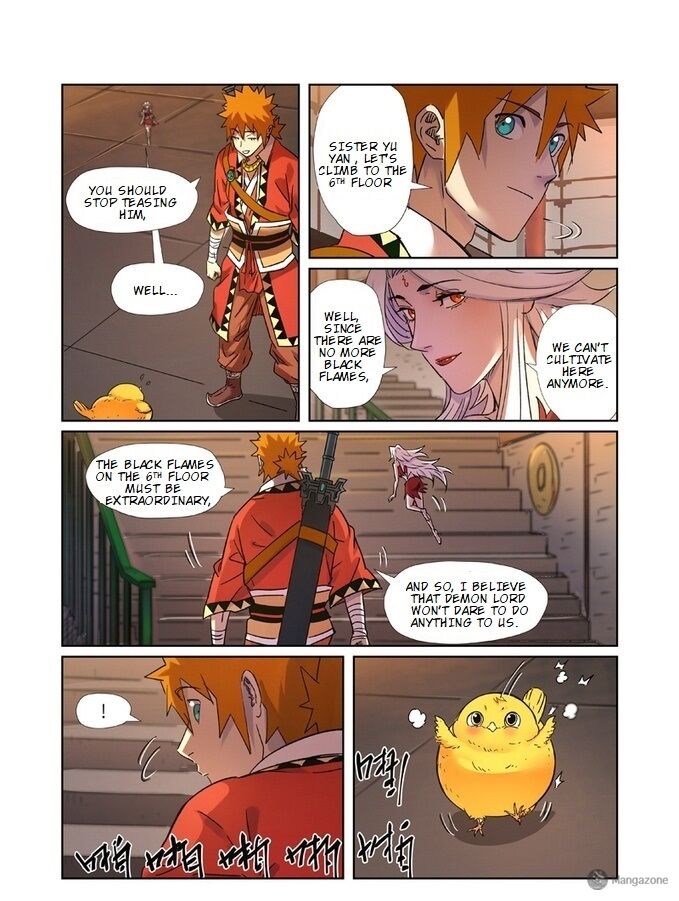 YOU SHOULD
STOP TEASING
HIM,
WELL...
SISTER YU
YAN , LET'S
CLIMB TO THE
6TH FLOOR
WELL,
SINCE
THERE ARE
NO MORE
BLACK
FLAMES,
WE CAN'T
CULTIVATE
HERE
ANYMORE.
THE BLACK FLAMES
ON THE 6TH FLOOR
MUST BE
EXTRAORDINARY,
AND SO, I BELIEVE
THAT DEMON LORD
WON'T DARE TO DO
ANYTHING TO US.
!
Mangazone